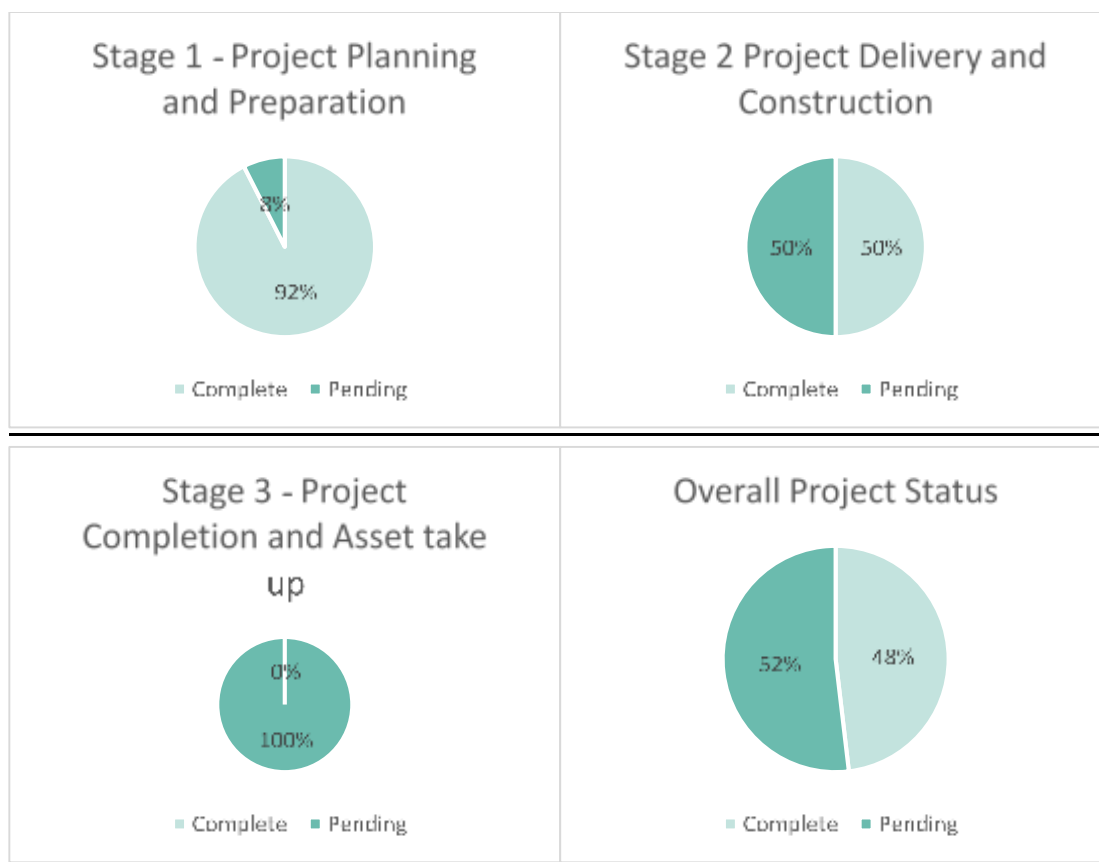 Stage 1 - Project Planning
and Preparation
8%
92%
Complete Pending
Stage 2 Project Delivery and
Construction
50% 50%
Complete Pending
Stage 3 - Project
Completion and Asset take
up
0%
100%
Complete Pending
Overall Project Status
52% 48%
Complete Pending